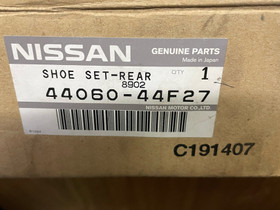 NISSAN
GENUINE PARTS
Made in Japan
SHOE SET-REAR
QTY 1
8902
44060-44F27
NISSAN MOTOR CO.,LTD.
C191407